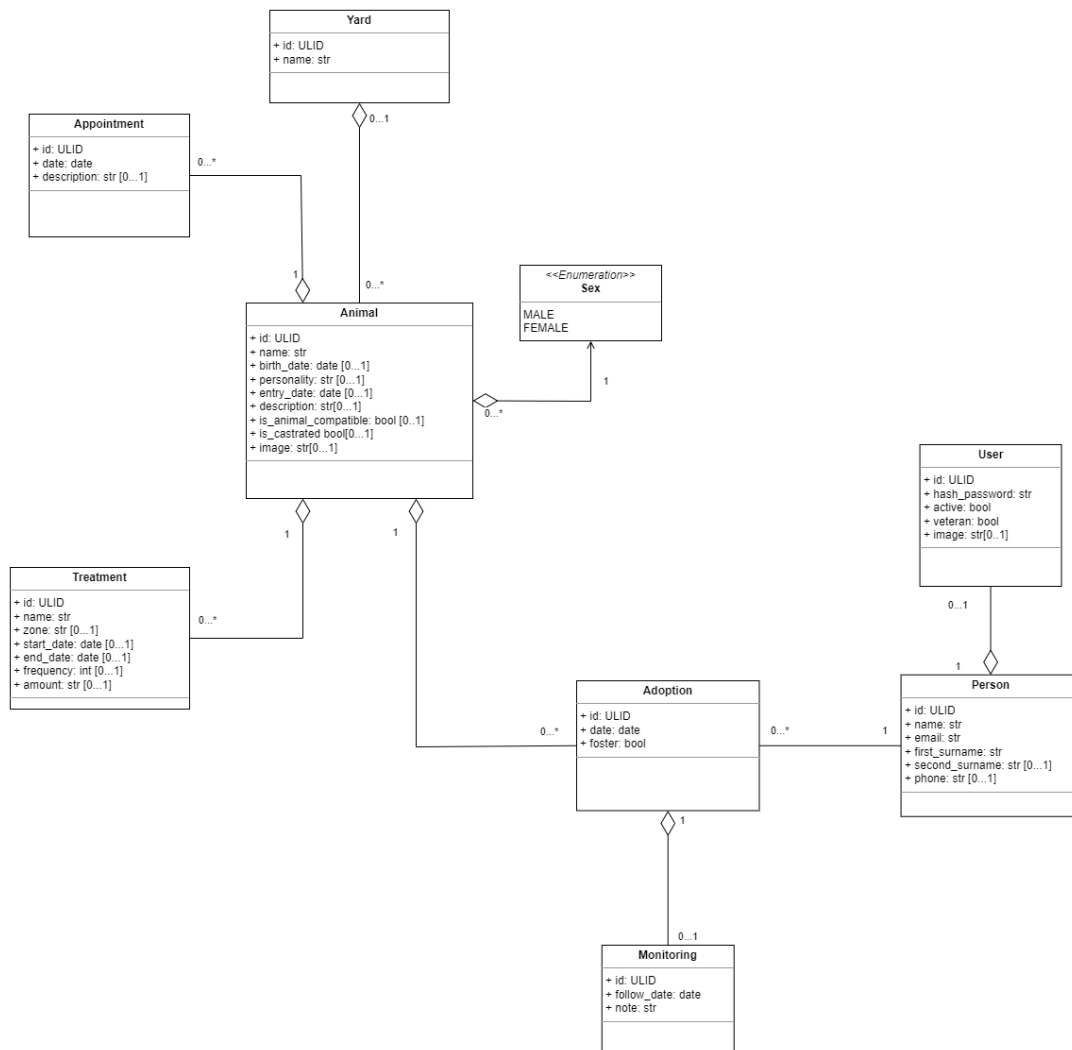 Yard
+ id: ULID
+ name: str
0...1
Appointment
+ id: ULID
+ date: date
+ description: str [0...1]
0...*
1
0...*
<<Enumeration>>
Sex
MALE
FEMALE
1
0...*
Animal
+ id: ULID
+ name: str
+ birth_date: date [0...1]
+ personality: str [0...1]
+ entry_date: date [0...1]
+ description: str[0...1]
+ is_animal_compatible: bool [0..1]
+ is_castrated bool[0...1]
+ image: str[0...1]
1
1
User
+ id: ULID
+ hash_password: str
+ active: bool
+ veteran: bool
+ image: str[0..1]
0...1
1
Treatment
+ id: ULID
+ name: str
+ zone: str [0...1]
+ start_date: date [0...1]
+ end_date: date [0...1]
+ frequency: int [0...1]
+ amount: str [0...1]
0...*
Adoption
+ id: ULID
+ date: date
+ foster: bool
0...*
0...*
1
1
Person
+ id: ULID
+ name: str
+ email: str
+ first_surname: str
+ second_surname: str [0...1]
+ phone: str [0...1]
0...1
Monitoring
+ id: ULID
+ follow_date: date
+ note: str